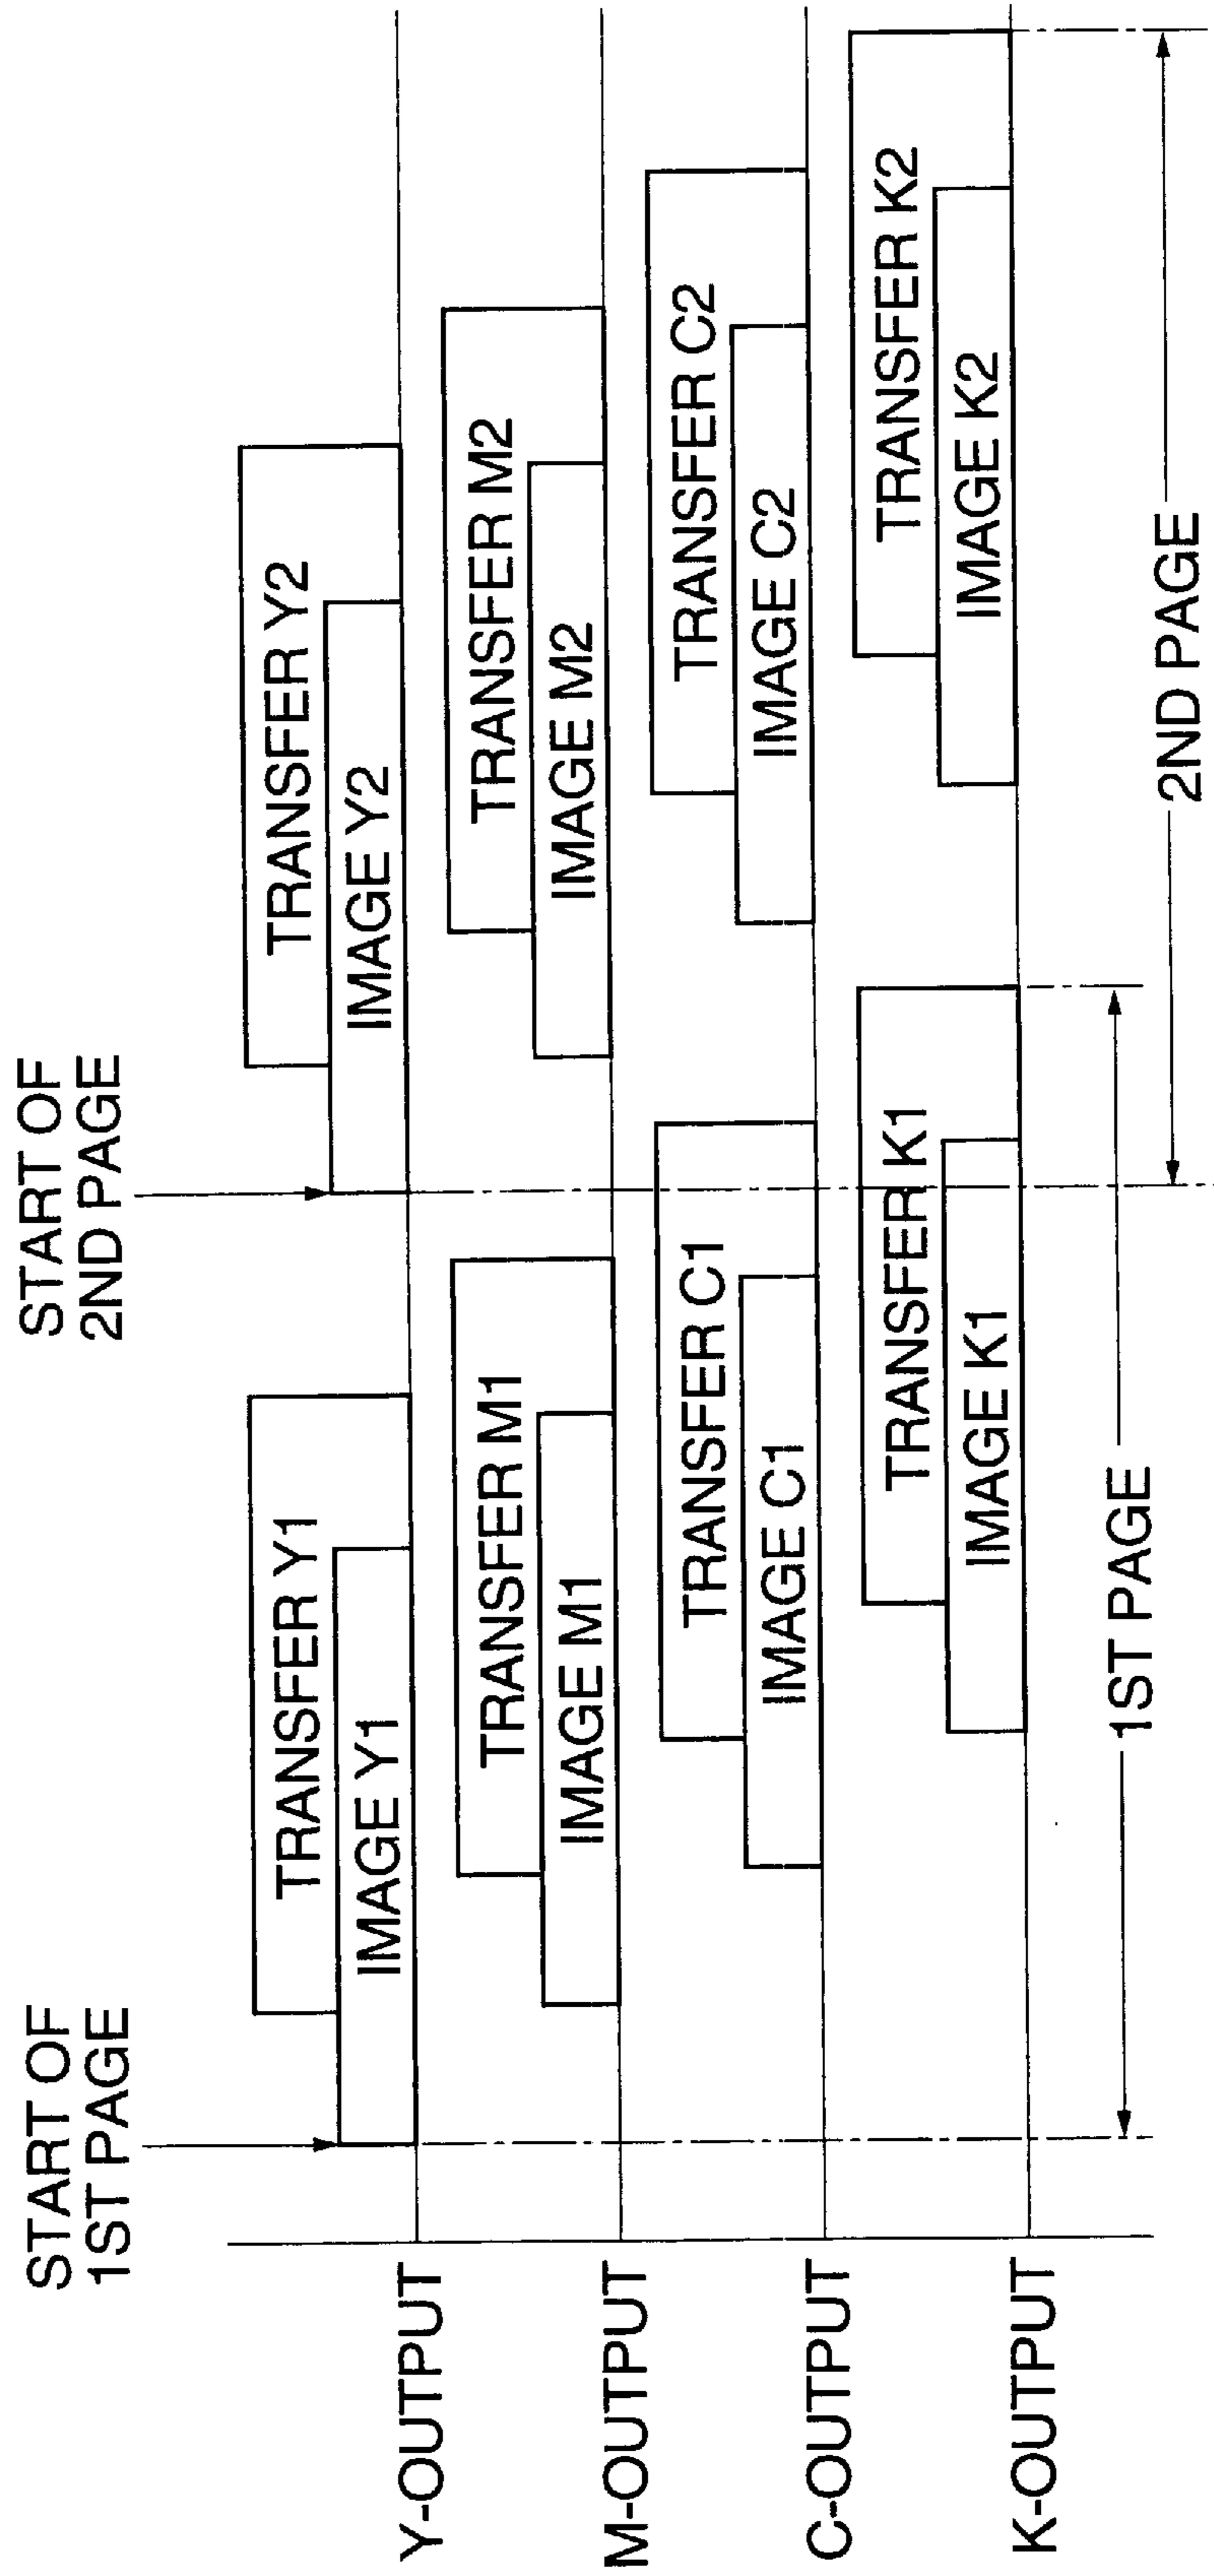 START OF
1ST PAGE
START OF
2ND PAGE
Y-OUTPUT
TRANSFER Y1
IMAGE Y1
TRANSFER Y2
IMAGE Y2
M-OUTPUT
TRANSFER M1
IMAGE M1
TRANSFER M2
IMAGE M2
C-OUTPUT
TRANSFER C1
IMAGE C1
TRANSFER C2
IMAGE C2
K-OUTPUT
TRANSFER K1
IMAGE K1
TRANSFER K2
IMAGE K2
1ST PAGE
2ND PAGE